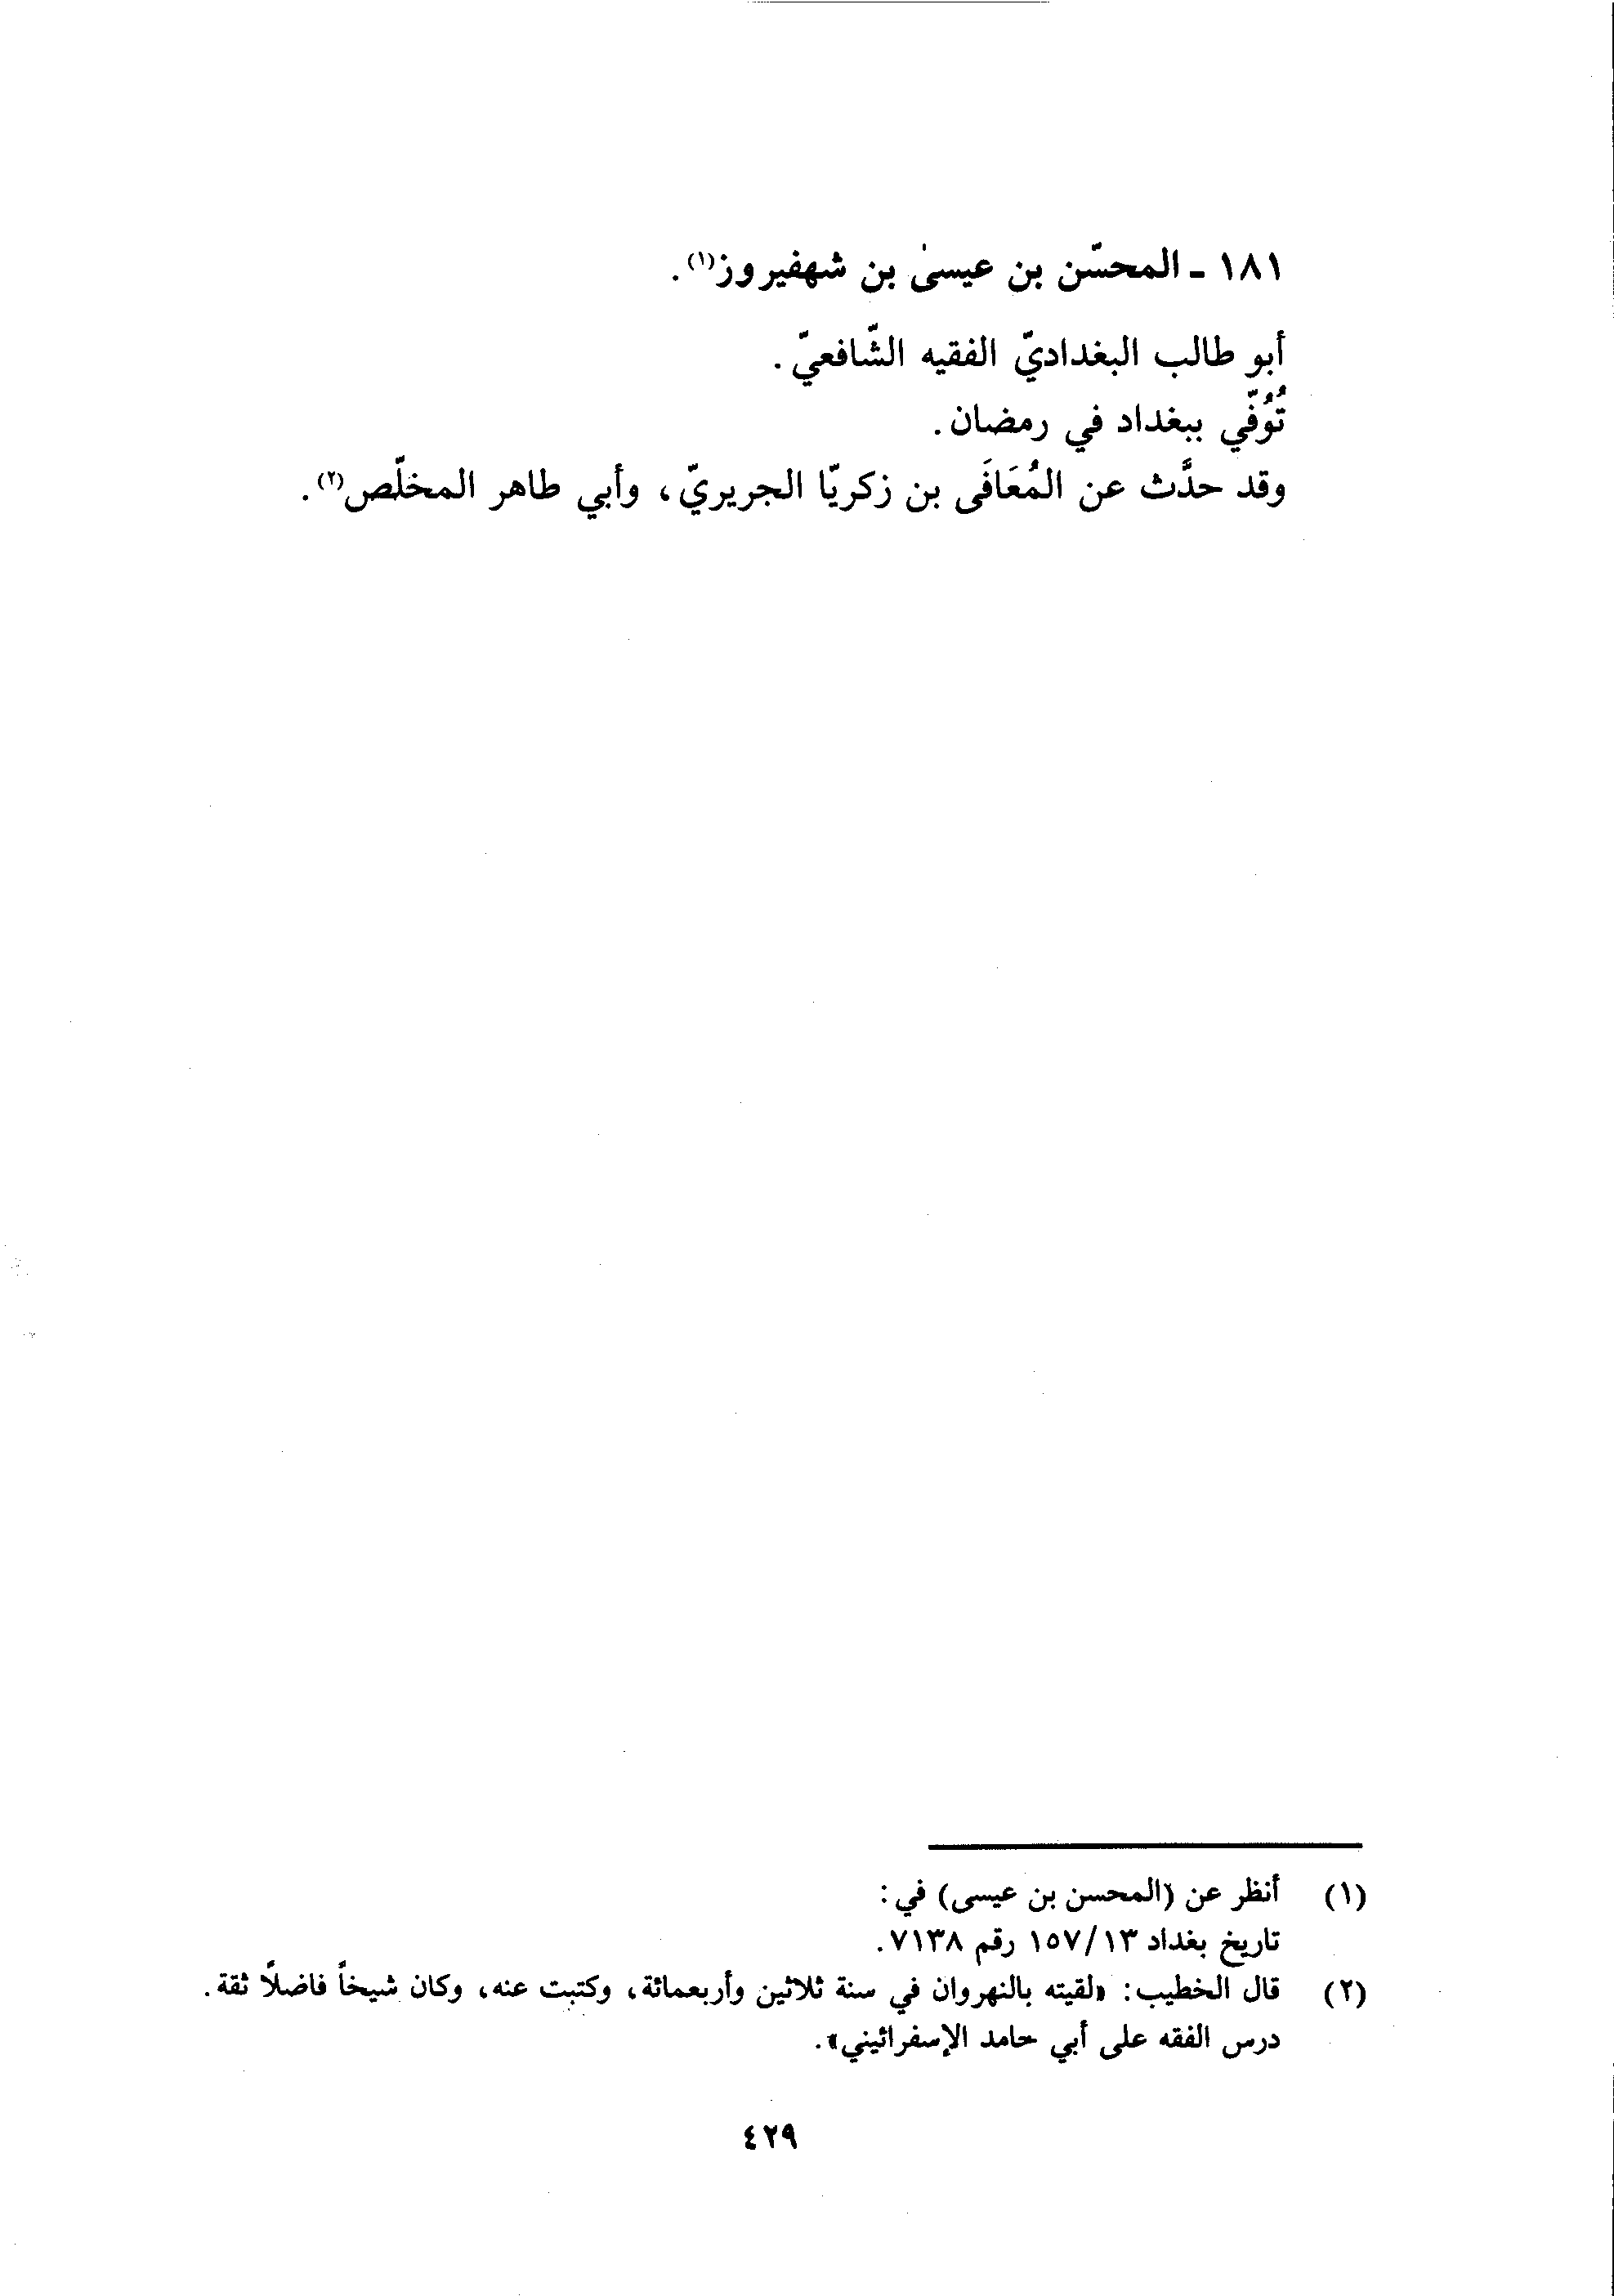 ١٨١ - المحسّن بن عيسىٰ بن شهفيروز(١).
أبو طالب البغداديّ الفقيه الشّافعيّ.
تُوُفّي ببغداد في رمضان.
وقد حدَّث عن المُعَافَى بن زكريّا الجريريّ، وأبي طاهر المخلّص(٢).
(١) أنظر عن (المحسن بن عيسى) في:
تاريخ بغداد ١٥٧/١٣ رقم ٧١٣٨.
(٢) قال الخطيب: «لقيته بالنهروان في سنة ثلاثين وأربعمائة، وكتبت عنه، وكان شيخاً فاضلاً ثقة.
درس الفقه على أبي حامد الإسفرائيني».
٤٢٩